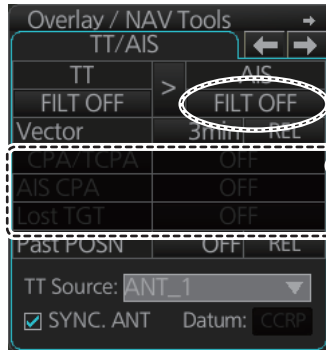 Overlay / NAV Tools →
TT/AIS ← →
TT > AIS
FILT OFF FILT OFF
Vector 3min REL
CPA/TCPA OFF
AIS CPA OFF
Lost TGT OFF
Past POSN OFF REL
TT Source: ANT_1
SYNC. ANT Datum: CCRP